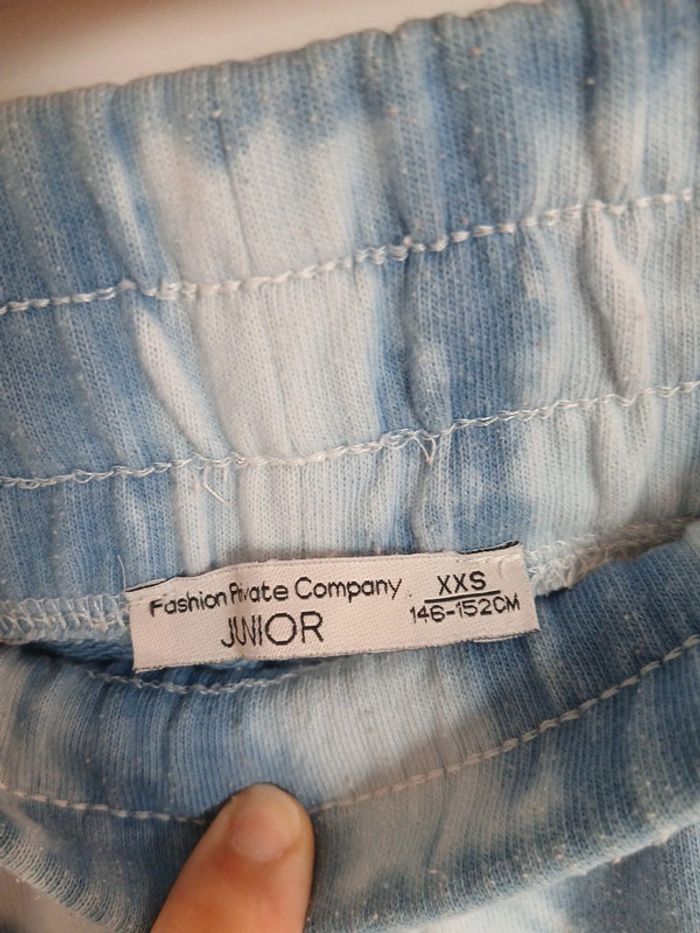 Fashion Private Company
JUNIOR
XXS
146-152CM